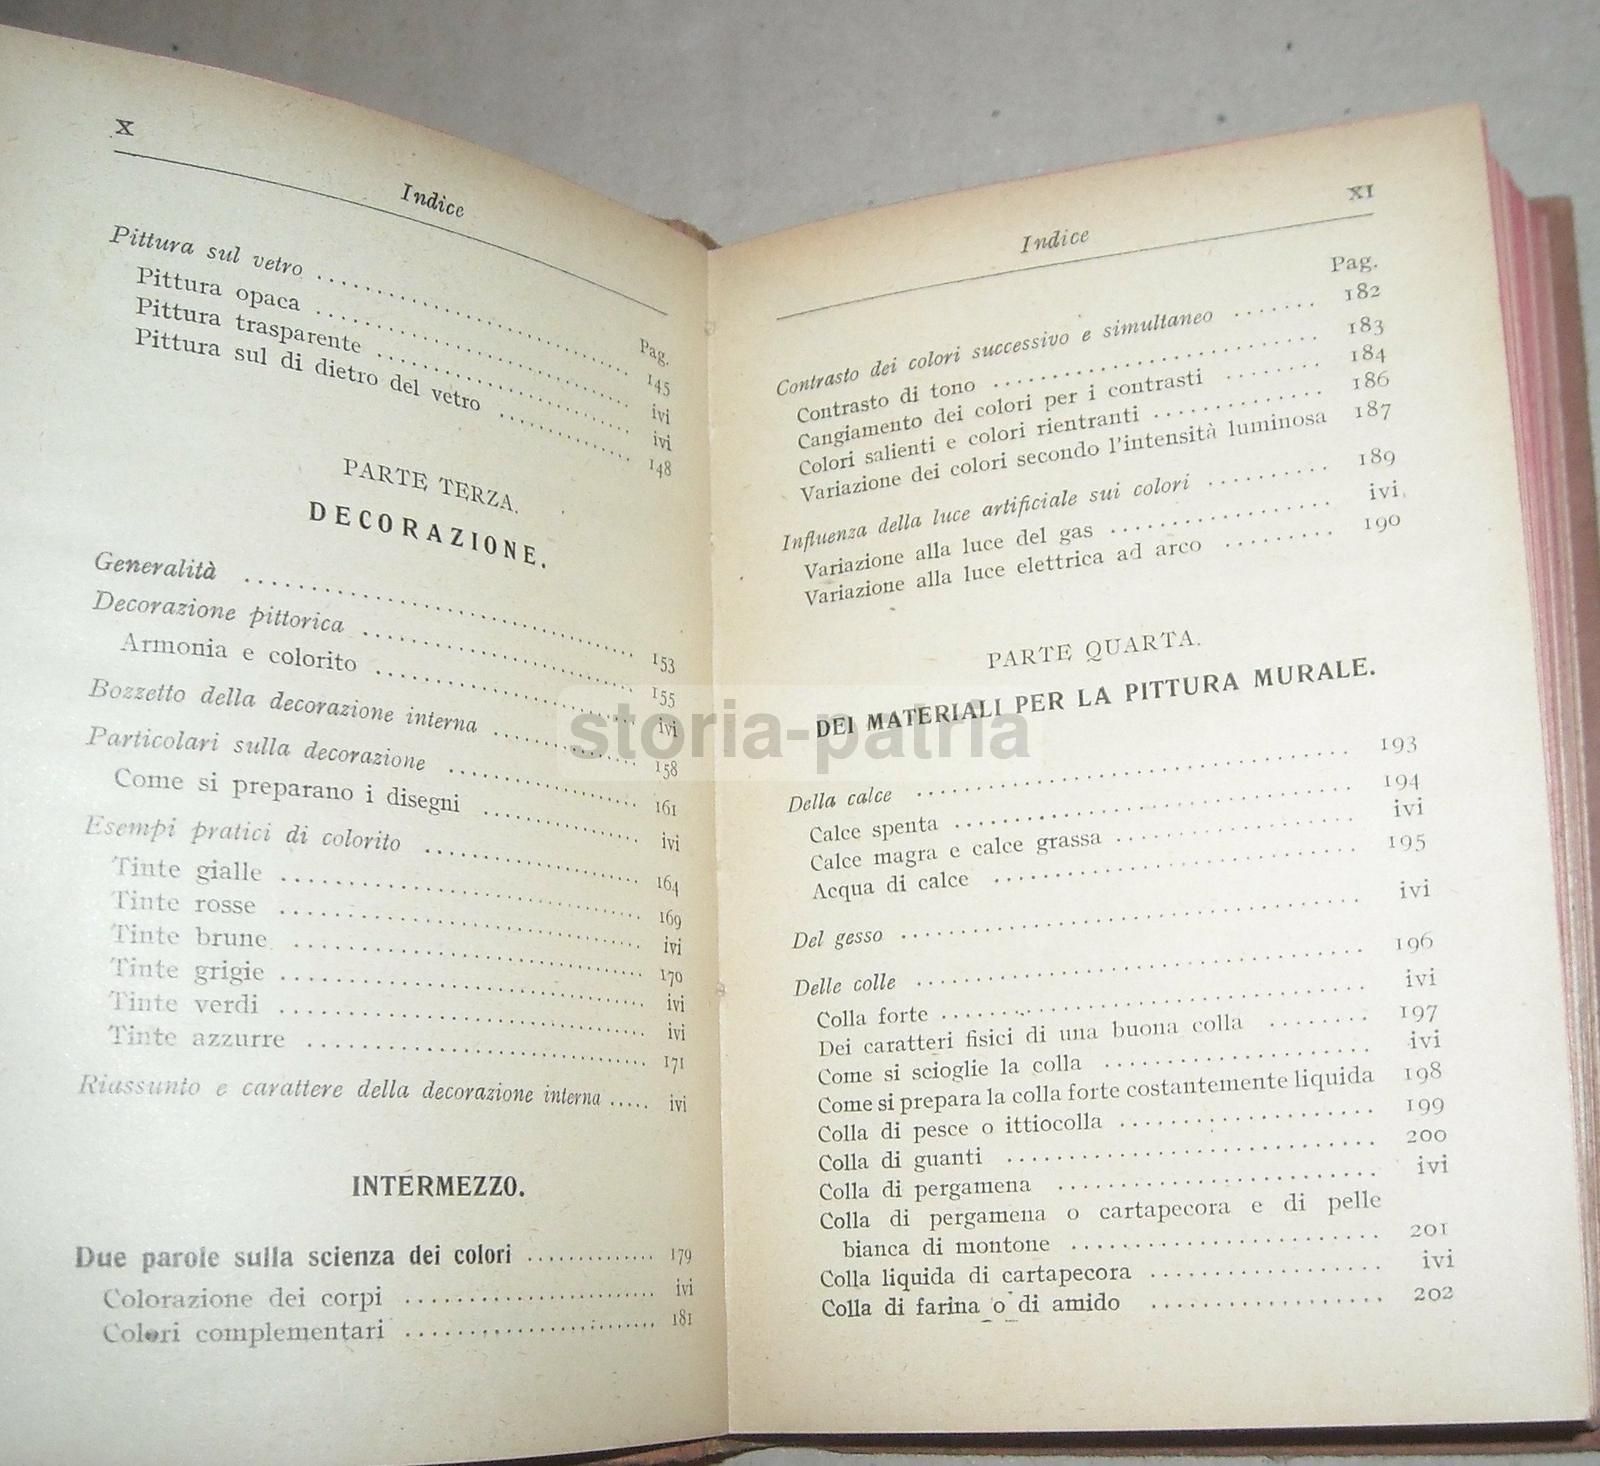 X
Indice
Pag.
Pittura sul vetro .......... 145
Pittura opaca .......... ivi
Pittura trasparente .......... ivi
Pittura sul di dietro del vetro .......... 148
PARTE TERZA.
DECORAZIONE.
Generalità .......... 153
Decorazione pittorica .......... 155
Armonia e colorito .......... ivi
Bozzetto della decorazione interna .......... 158
Particolari sulla decorazione .......... 161
Come si preparano i disegni .......... ivi
Esempi pratici di colorito .......... 164
Tinte gialle .......... 169
Tinte rosse .......... ivi
Tinte brune .......... 170
Tinte grigie .......... ivi
Tinte verdi .......... ivi
Tinte azzurre .......... 171
Riassunto e carattere della decorazione interna ..... ivi
INTERMEZZO.
Due parole sulla scienza dei colori .......... 179
Colorazione dei corpi .......... ivi
Colori complementari .......... 181
XI
Indice
Pag.
Contrasto dei colori successivo e simultaneo ....... 182
Contrasto di tono .......... 183
Cangiamento dei colori per i contrasti ........ 184
Colori salienti e colori rientranti .......... 186
Variazione dei colori secondo l'intensità luminosa 187
Influenza della luce artificiale sui colori .......... 189
Variazione alla luce del gas .......... ivi
Variazione alla luce elettrica ad arco ......... 190
PARTE QUARTA.
DEI MATERIALI PER LA PITTURA MURALE.
Della calce .......... 193
Calce spenta .......... 194
Calce magra e calce grassa .......... ivi
Acqua di calce .......... 195
Del gesso .......... ivi
Delle colle .......... 196
Colla forte .......... ivi
Dei caratteri fisici di una buona colla ........ 197
Come si scioglie la colla .......... ivi
Come si prepara la colla forte costantemente liquida 198
Colla di pesce o ittiocolla .......... 199
Colla di guanti .......... 200
Colla di pergamena .......... ivi
Colla di pergamena o cartapecora e di pelle
bianca di montone .......... 201
Colla liquida di cartapecora .......... ivi
Colla di farina o di amido .......... 202
storia-patria